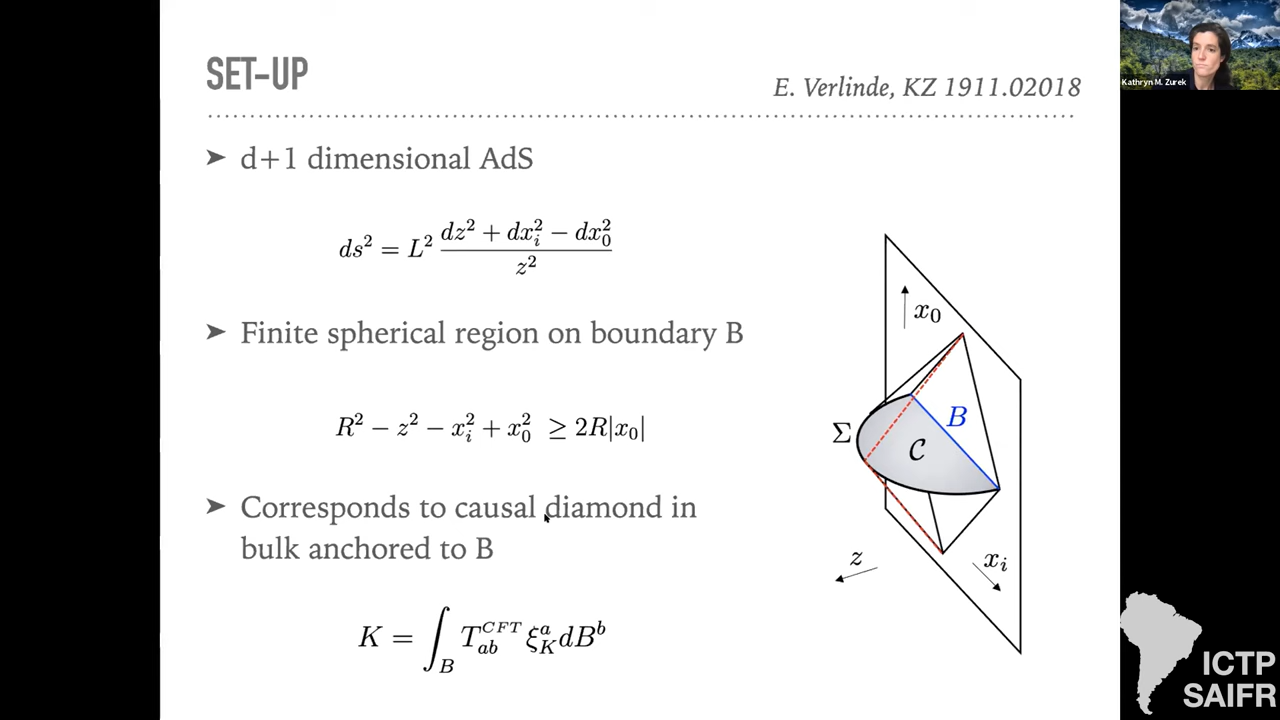 SET-UP
E. Verlinde, KZ 1911.02018
➤ d+1 dimensional AdS
ds² = L² (dz² + dx_i² − dx_0²) / z²
➤ Finite spherical region on boundary B
R² − z² − x_i² + x_0² ≥ 2R|x_0|
➤ Corresponds to causal diamond in
bulk anchored to B
K = ∫_B T_{ab}^{CFT} ξ_K^a dB^b
x_0
B
Σ
C
z
x_i
Kathryn M. Zurek
ICTP
SAIFR